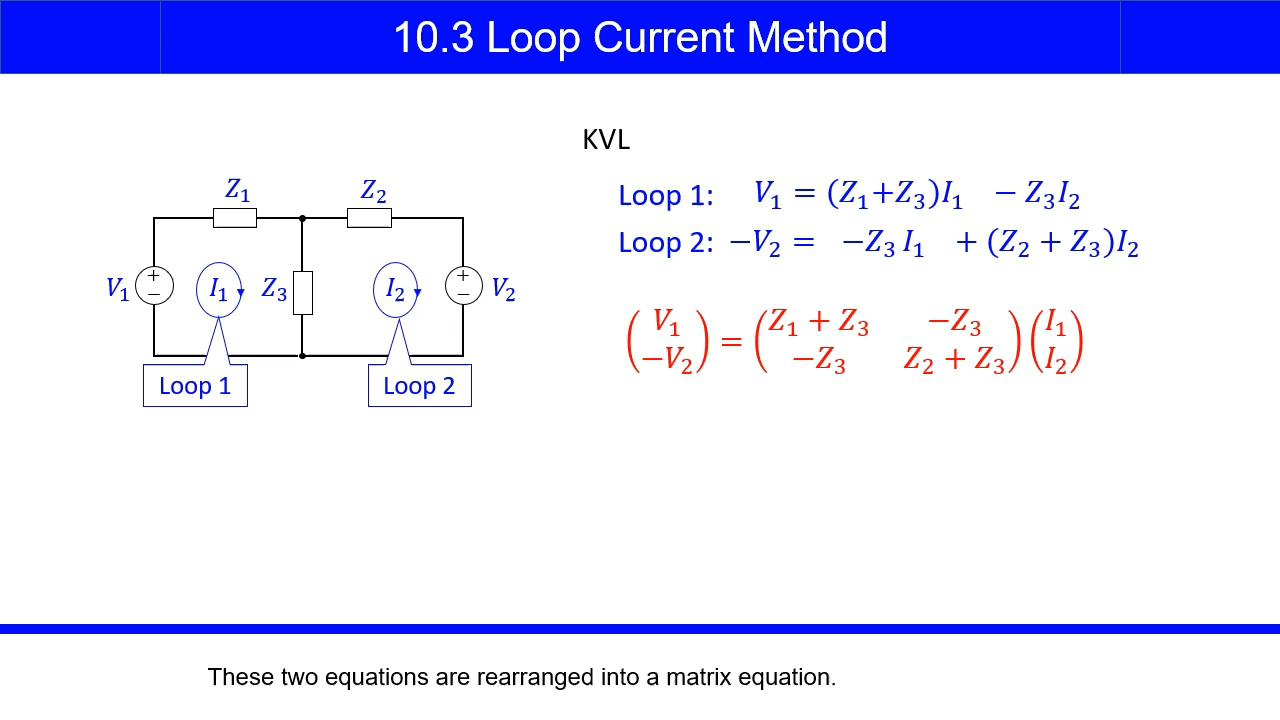 10.3 Loop Current Method
KVL
Z₁ Z₂
V₁ + − I₁ Z₃ I₂ + − V₂
Loop 1 Loop 2
Loop 1: V₁ = (Z₁+Z₃)I₁ − Z₃I₂
Loop 2: −V₂ = −Z₃ I₁ + (Z₂ + Z₃)I₂
(V₁ −V₂) = (Z₁ + Z₃ −Z₃ −Z₃ Z₂ + Z₃)(I₁ I₂)
These two equations are rearranged into a matrix equation.